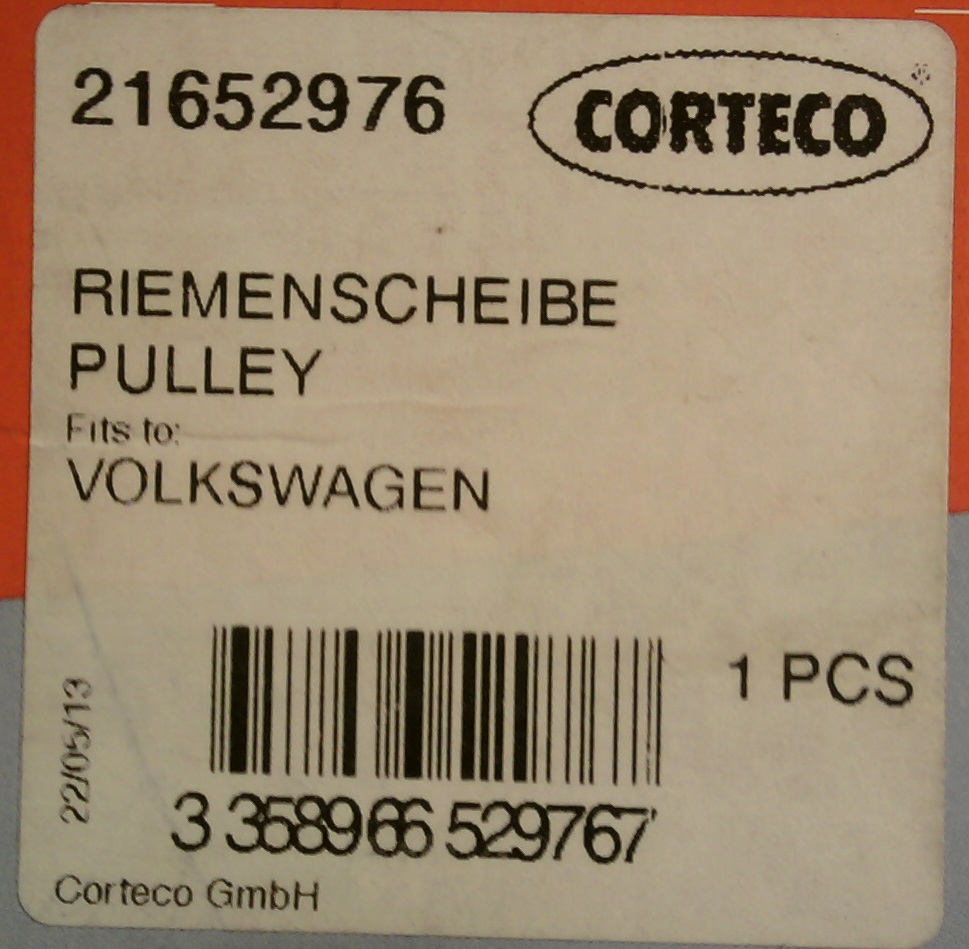 21652976
CORTECO
RIEMENSCHEIBE
PULLEY
Fits to:
VOLKSWAGEN
1 PCS
22/05/13
3 358966 529767
Corteco GmbH